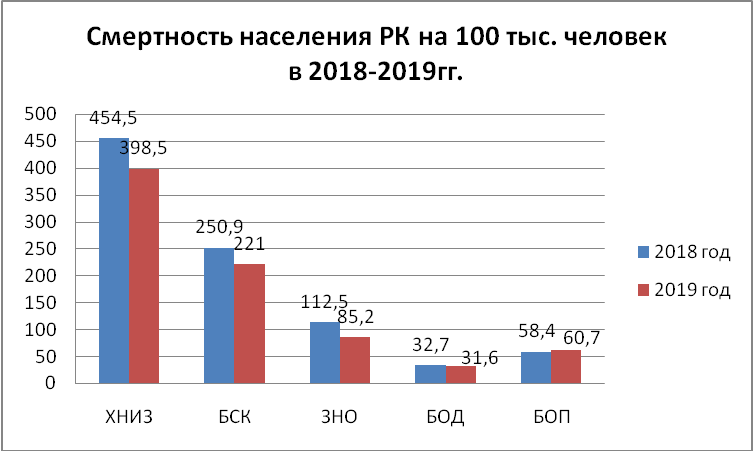 Смертность населения РК на 100 тыс. человек
в 2018-2019гг.
500
450
400
350
300
250
200
150
100
50
0
454,5
398,5
250,9
221
112,5
85,2
32,7
31,6
58,4
60,7
ХНИЗ
БСК
ЗНО
БОД
БОП
2018 год
2019 год